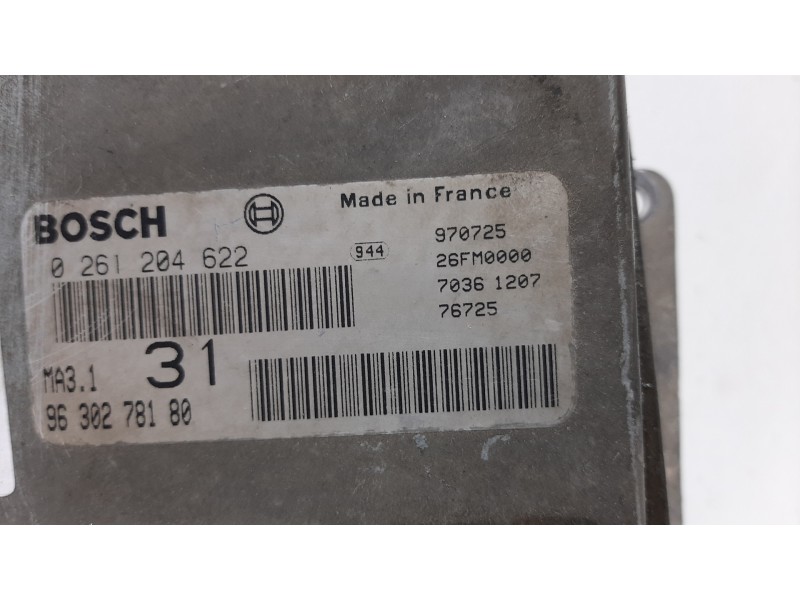 BOSCH
Made in France
0 261 204 622
944
970725
26FM0000
7036 1207
76725
MA3.1
31
96 302 781 80